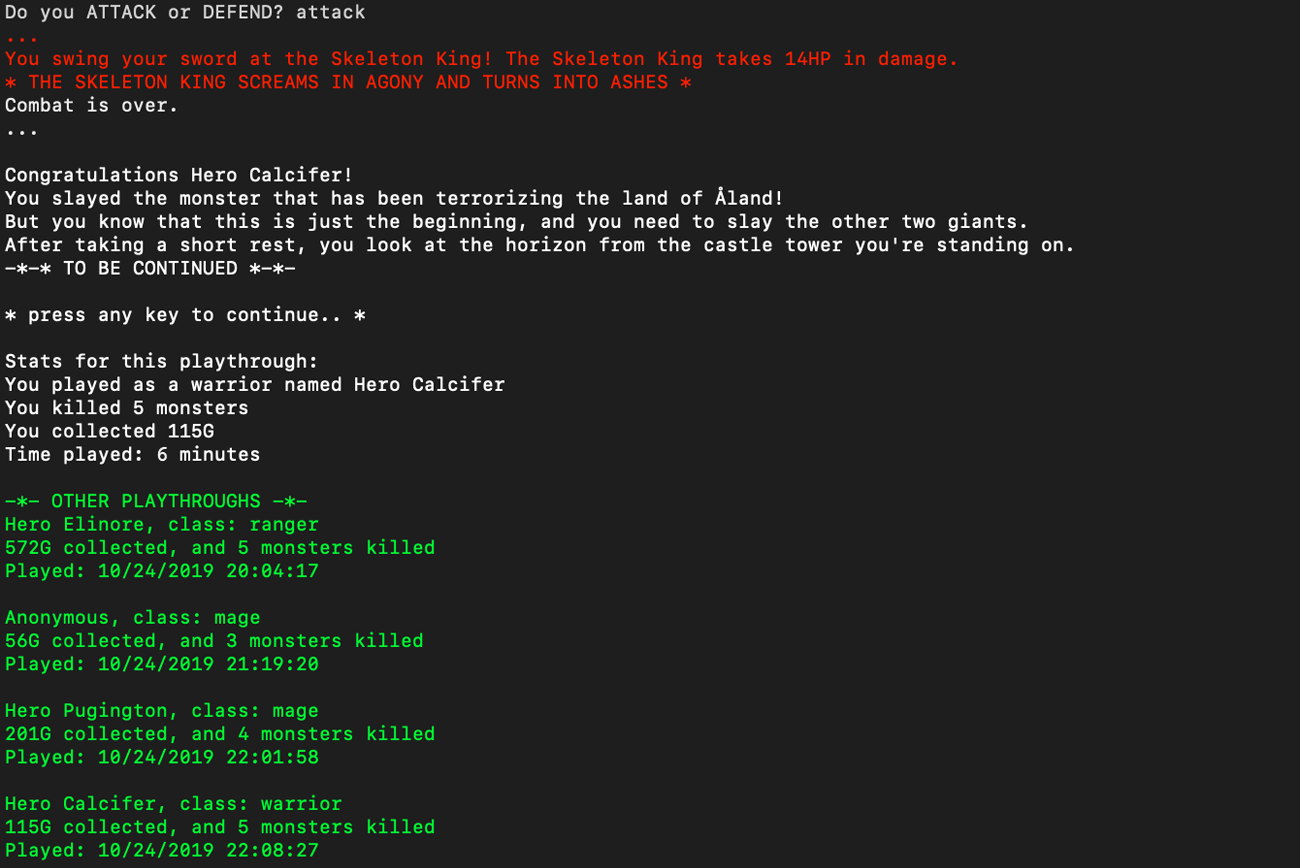 Do you ATTACK or DEFEND? attack
...
You swing your sword at the Skeleton King! The Skeleton King takes 14HP in damage.
* THE SKELETON KING SCREAMS IN AGONY AND TURNS INTO ASHES *
Combat is over.
...
Congratulations Hero Calcifer!
You slayed the monster that has been terrorizing the land of Åland!
But you know that this is just the beginning, and you need to slay the other two giants.
After taking a short rest, you look at the horizon from the castle tower you're standing on.
-*-* TO BE CONTINUED *-*-
* press any key to continue.. *
Stats for this playthrough:
You played as a warrior named Hero Calcifer
You killed 5 monsters
You collected 115G
Time played: 6 minutes
-*- OTHER PLAYTHROUGHS -*-
Hero Elinore, class: ranger
572G collected, and 5 monsters killed
Played: 10/24/2019 20:04:17
Anonymous, class: mage
56G collected, and 3 monsters killed
Played: 10/24/2019 21:19:20
Hero Pugington, class: mage
201G collected, and 4 monsters killed
Played: 10/24/2019 22:01:58
Hero Calcifer, class: warrior
115G collected, and 5 monsters killed
Played: 10/24/2019 22:08:27